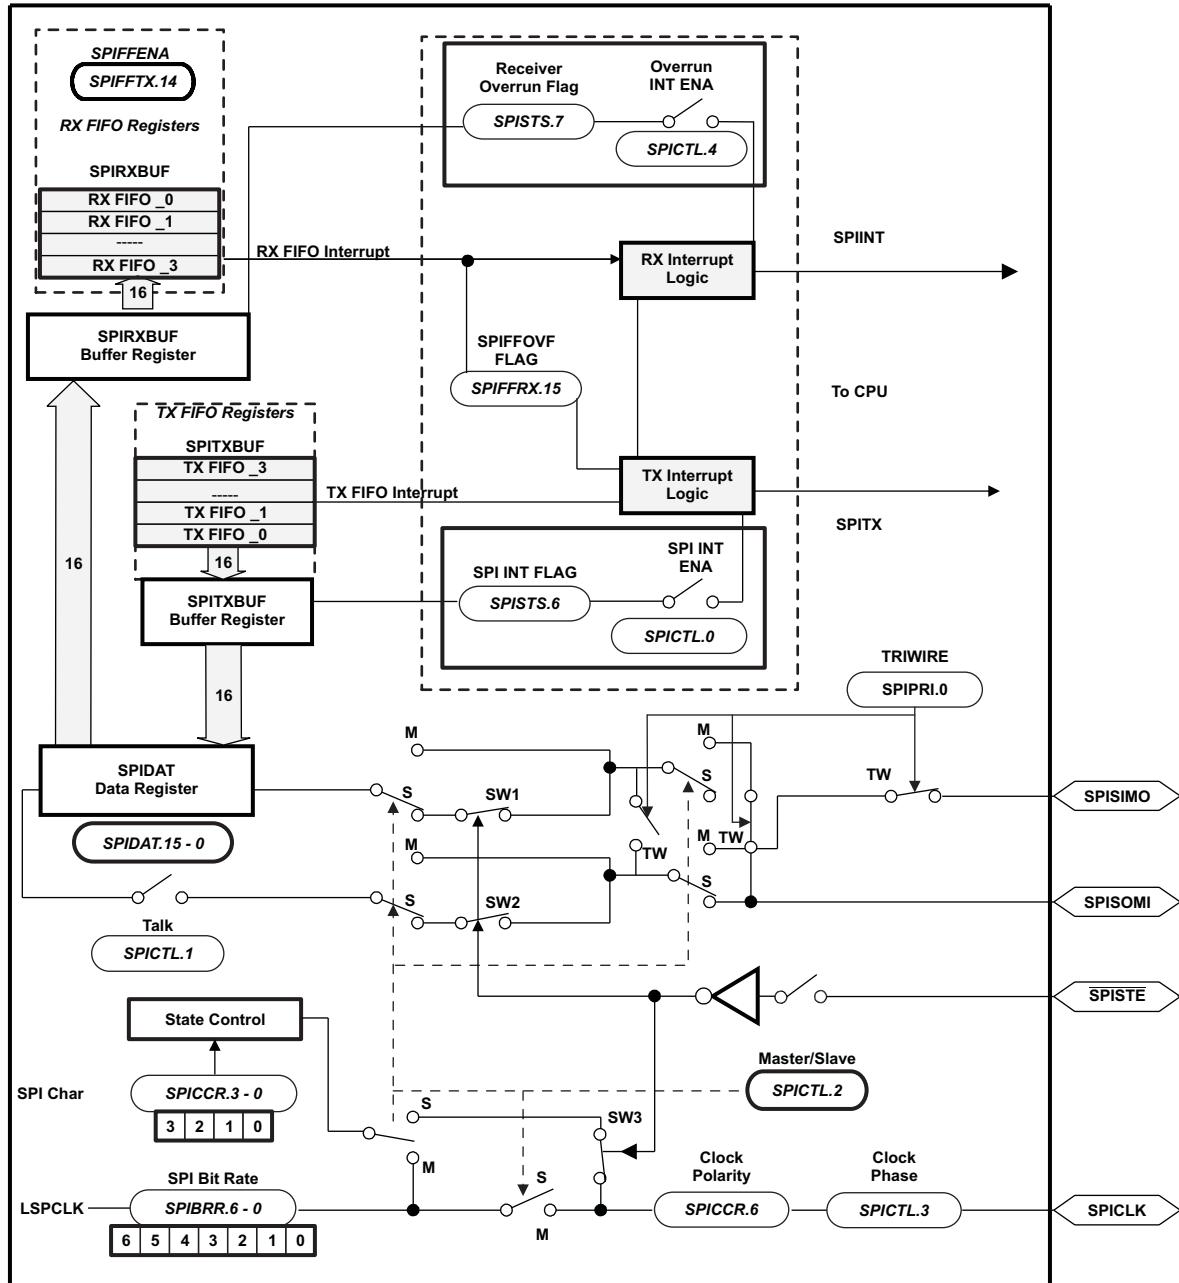 SPIFFENA
SPIFFTX.14
RX FIFO Registers
SPIRXBUF
RX FIFO _0
RX FIFO _1
-----
RX FIFO _3
16
SPIRXBUF
Buffer Register
RX FIFO Interrupt
Receiver
Overrun Flag
SPISTS.7
Overrun
INT ENA
SPICTL.4
RX Interrupt
Logic
SPIINT
SPIFFOVF
FLAG
SPIFFRX.15
To CPU
TX FIFO Registers
SPITXBUF
TX FIFO _3
-----
TX FIFO _1
TX FIFO _0
16
TX FIFO Interrupt
TX Interrupt
Logic
SPITX
16
SPITXBUF
Buffer Register
SPI INT FLAG
SPISTS.6
SPI INT
ENA
SPICTL.0
16
TRIWIRE
SPIPRI.0
SPIDAT
Data Register
SPIDAT.15 - 0
M
S
SW1
M
S
TW
TW
SPISIMO
M
S
SW2
TW
M
TW
S
SPISOMI
Talk
SPICTL.1
SPISTE
State Control
Master/Slave
SPICTL.2
SPI Char
SPICCR.3 - 0
3 2 1 0
S
M
SW3
S
M
Clock
Polarity
SPICCR.6
Clock
Phase
SPICTL.3
SPICLK
SPI Bit Rate
LSPCLK
SPIBRR.6 - 0
6 5 4 3 2 1 0